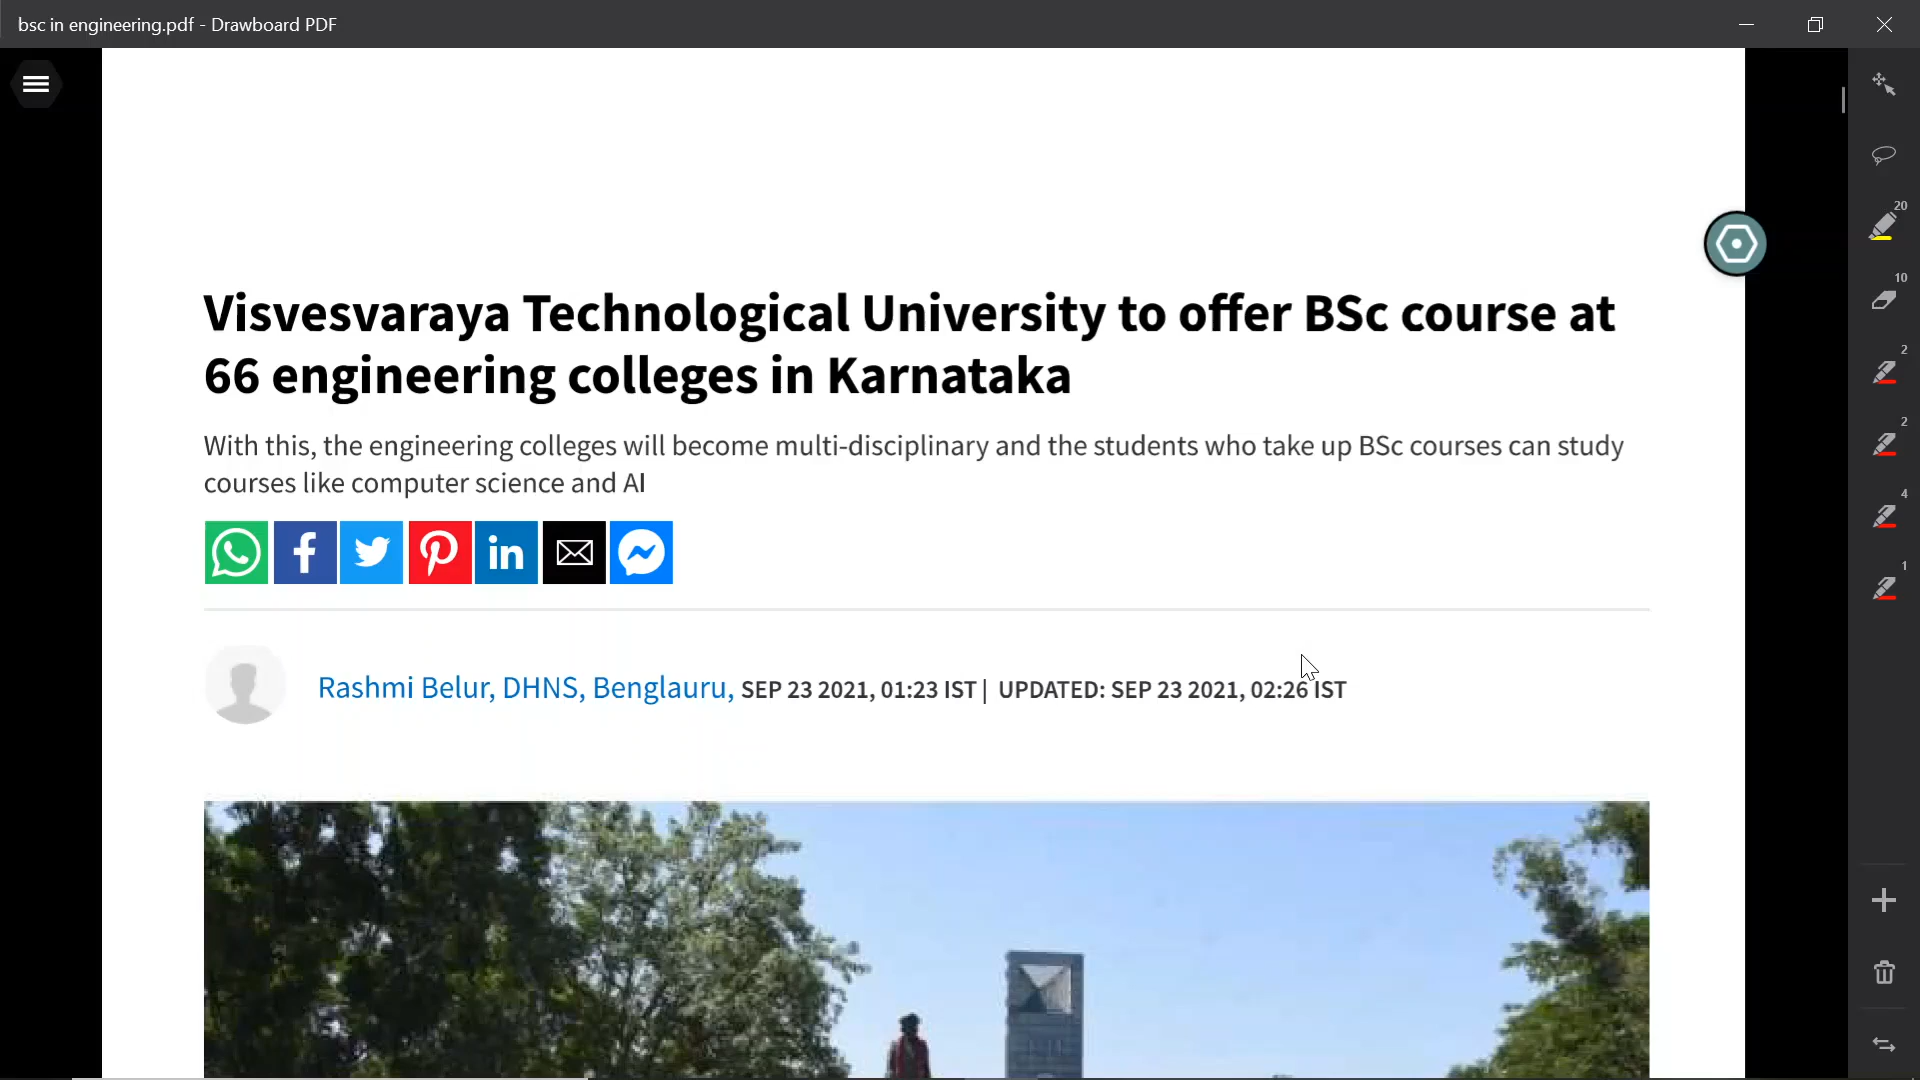 bsc in engineering.pdf - Drawboard PDF
20
10
2
2
4
1
Visvesvaraya Technological University to offer BSc course at
66 engineering colleges in Karnataka
With this, the engineering colleges will become multi-disciplinary and the students who take up BSc courses can study
courses like computer science and AI
Rashmi Belur, DHNS, Benglauru, SEP 23 2021, 01:23 IST | UPDATED: SEP 23 2021, 02:26 IST